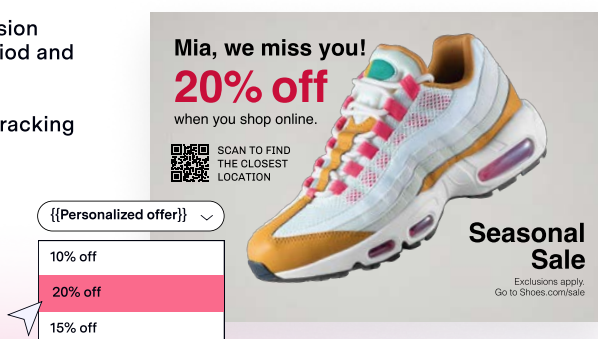 sion
iod and
racking
Mia, we miss you!
20% off
when you shop online.
SCAN TO FIND
THE CLOSEST
LOCATION
{{Personalized offer}}
10% off
20% off
15% off
Seasonal
Sale
Exclusions apply.
Go to Shoes.com/sale